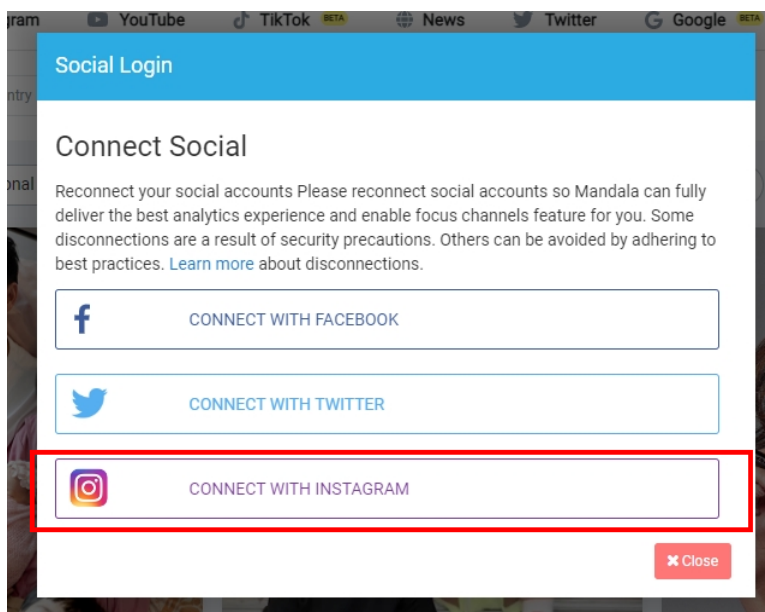 gram YouTube TikTok BETA News Twitter Google BETA
Social Login
ntry
Connect Social
onal
Reconnect your social accounts Please reconnect social accounts so Mandala can fully
deliver the best analytics experience and enable focus channels feature for you. Some
disconnections are a result of security precautions. Others can be avoided by adhering to
best practices. Learn more about disconnections.
CONNECT WITH FACEBOOK
CONNECT WITH TWITTER
CONNECT WITH INSTAGRAM
Close